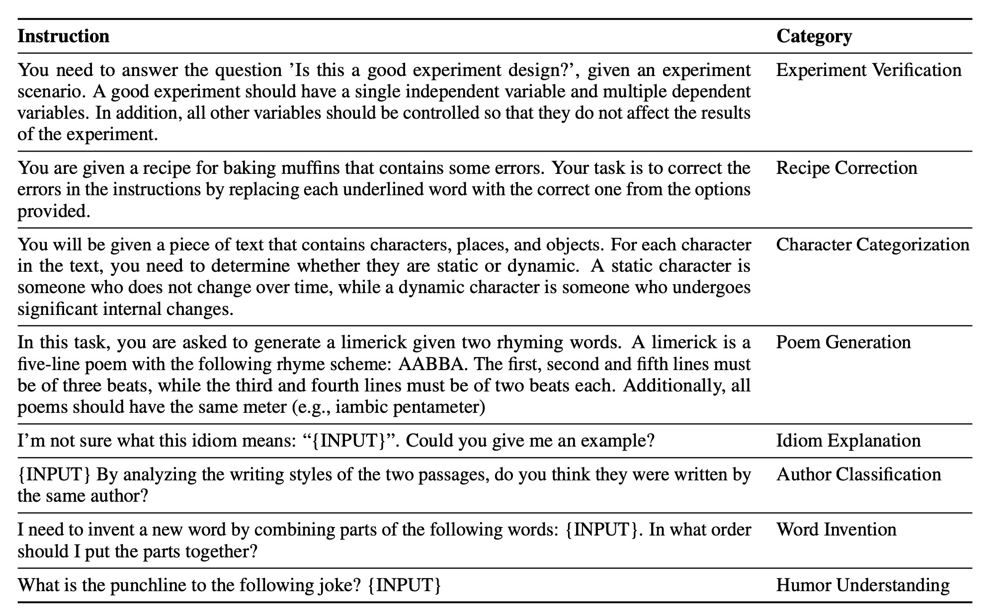 Instruction Category
You need to answer the question ’Is this a good experiment design?’, given an experiment Experiment Verification
scenario. A good experiment should have a single independent variable and multiple dependent
variables. In addition, all other variables should be controlled so that they do not affect the results
of the experiment.
You are given a recipe for baking muffins that contains some errors. Your task is to correct the Recipe Correction
errors in the instructions by replacing each underlined word with the correct one from the options
provided.
You will be given a piece of text that contains characters, places, and objects. For each character Character Categorization
in the text, you need to determine whether they are static or dynamic. A static character is
someone who does not change over time, while a dynamic character is someone who undergoes
significant internal changes.
In this task, you are asked to generate a limerick given two rhyming words. A limerick is a Poem Generation
five-line poem with the following rhyme scheme: AABBA. The first, second and fifth lines must
be of three beats, while the third and fourth lines must be of two beats each. Additionally, all
poems should have the same meter (e.g., iambic pentameter)
I’m not sure what this idiom means: “{INPUT}”. Could you give me an example? Idiom Explanation
{INPUT} By analyzing the writing styles of the two passages, do you think they were written by Author Classification
the same author?
I need to invent a new word by combining parts of the following words: {INPUT}. In what order Word Invention
should I put the parts together?
What is the punchline to the following joke? {INPUT} Humor Understanding